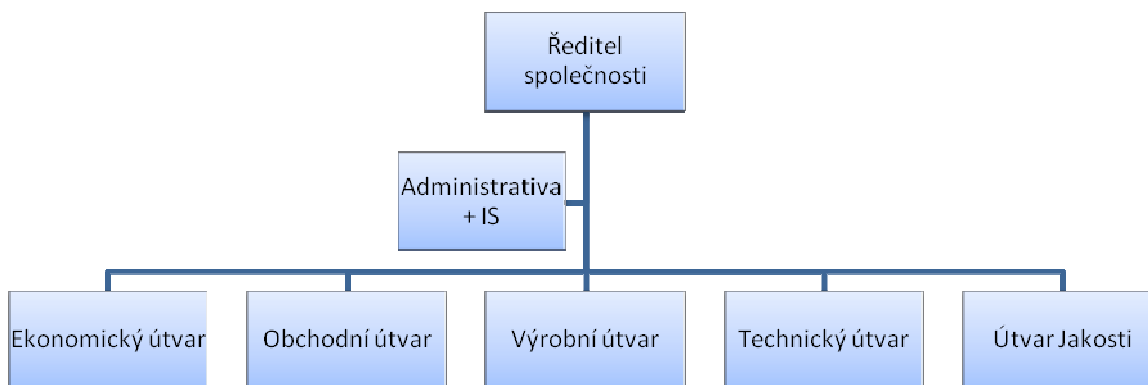 Ředitel
společnosti
Administrativa
+ IS
Ekonomický útvar
Obchodní útvar
Výrobní útvar
Technický útvar
Útvar Jakosti